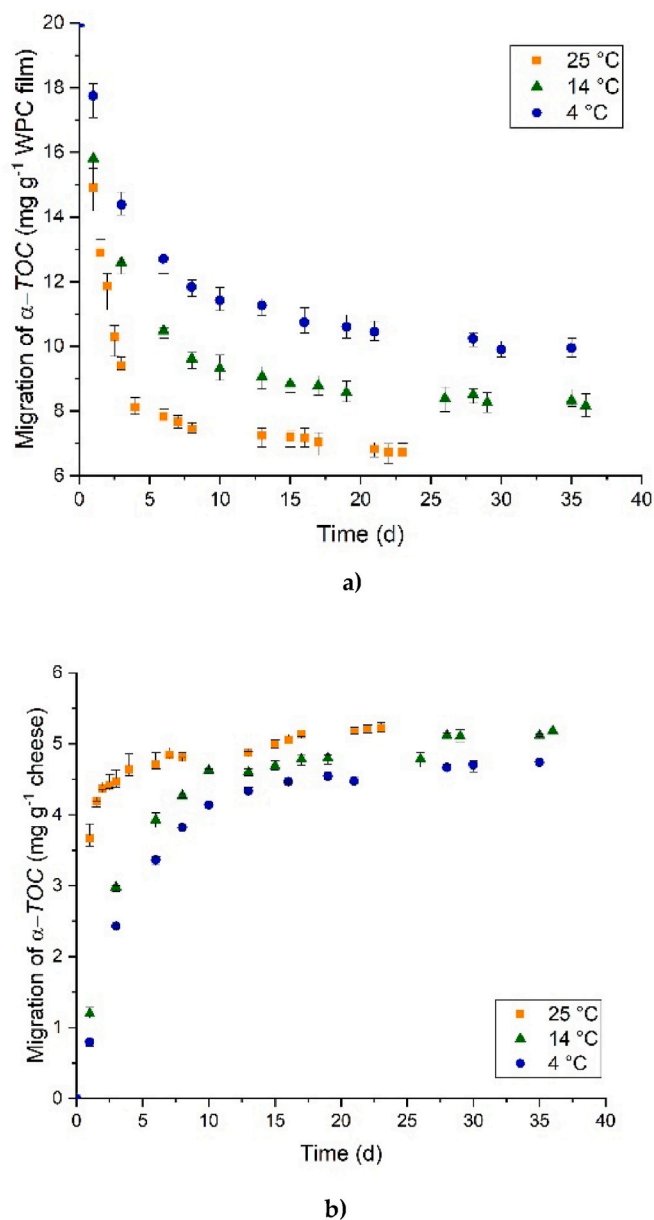 20
18
16
14
12
10
8
6
Migration of α–TOC (mg g⁻¹ WPC film)
25 °C
14 °C
4 °C
0 5 10 15 20 25 30 35 40
Time (d)
a)
6
5
4
3
2
1
0
Migration of α–TOC (mg g⁻¹ cheese)
25 °C
14 °C
4 °C
0 5 10 15 20 25 30 35 40
Time (d)
b)